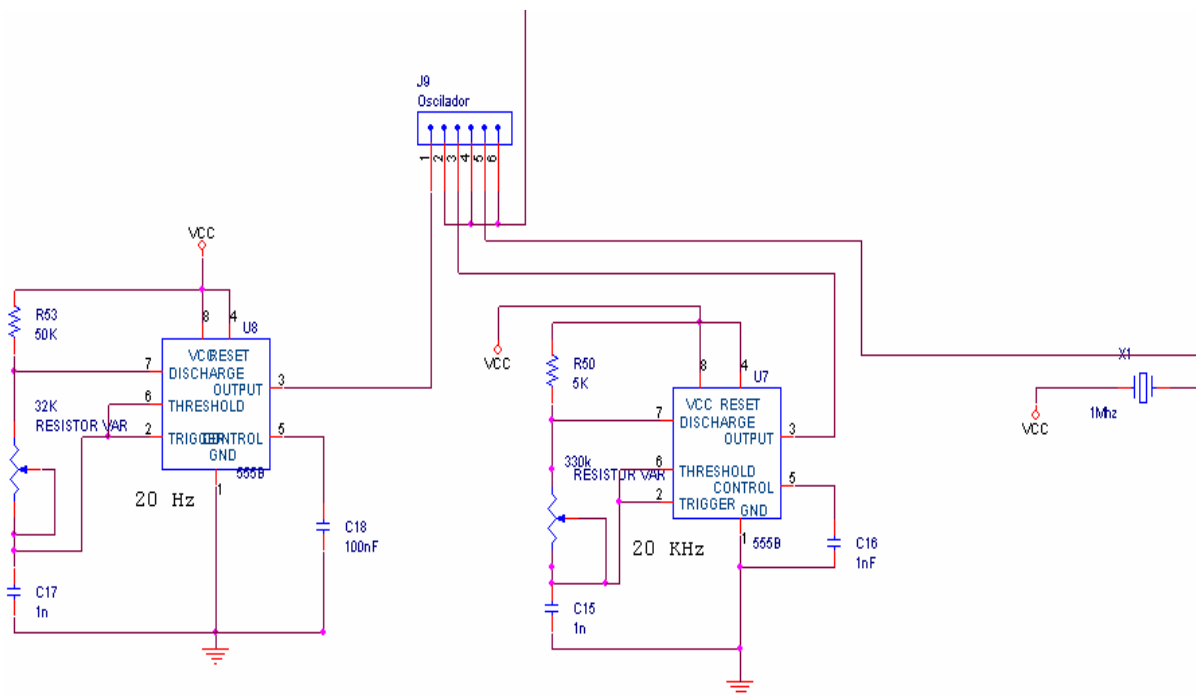 J9
Oscilador
1 2 3 4 5 6
VCC
R53
50K
8 4
U8
VCC RESET
7 DISCHARGE
OUTPUT 3
6 THRESHOLD
32K
RESISTOR VAR
2 TRIGGER CONTROL 5
GND
555B
1
20 Hz
C18
100nF
C17
1n
VCC
R50
5K
8 4
U7
VCC RESET
7 DISCHARGE
OUTPUT 3
330k
RESISTOR VAR
6 THRESHOLD
CONTROL 5
2 TRIGGER
GND
1 555B
20 KHz
C16
1nF
C15
1n
X1
1Mhz
VCC